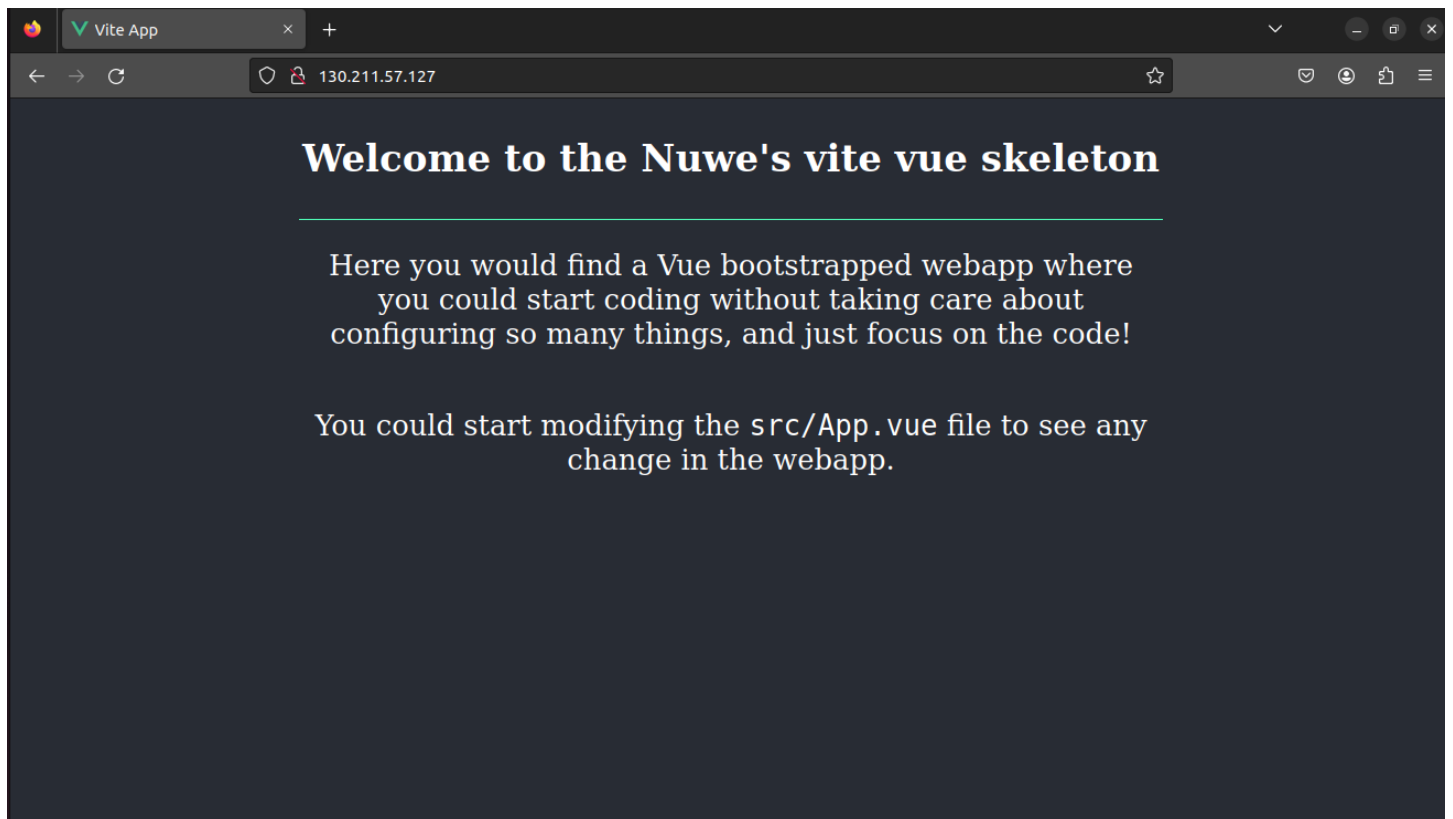 Vite App
130.211.57.127
Welcome to the Nuwe's vite vue skeleton
Here you would find a Vue bootstrapped webapp where
you could start coding without taking care about
configuring so many things, and just focus on the code!
You could start modifying the src/App.vue file to see any
change in the webapp.